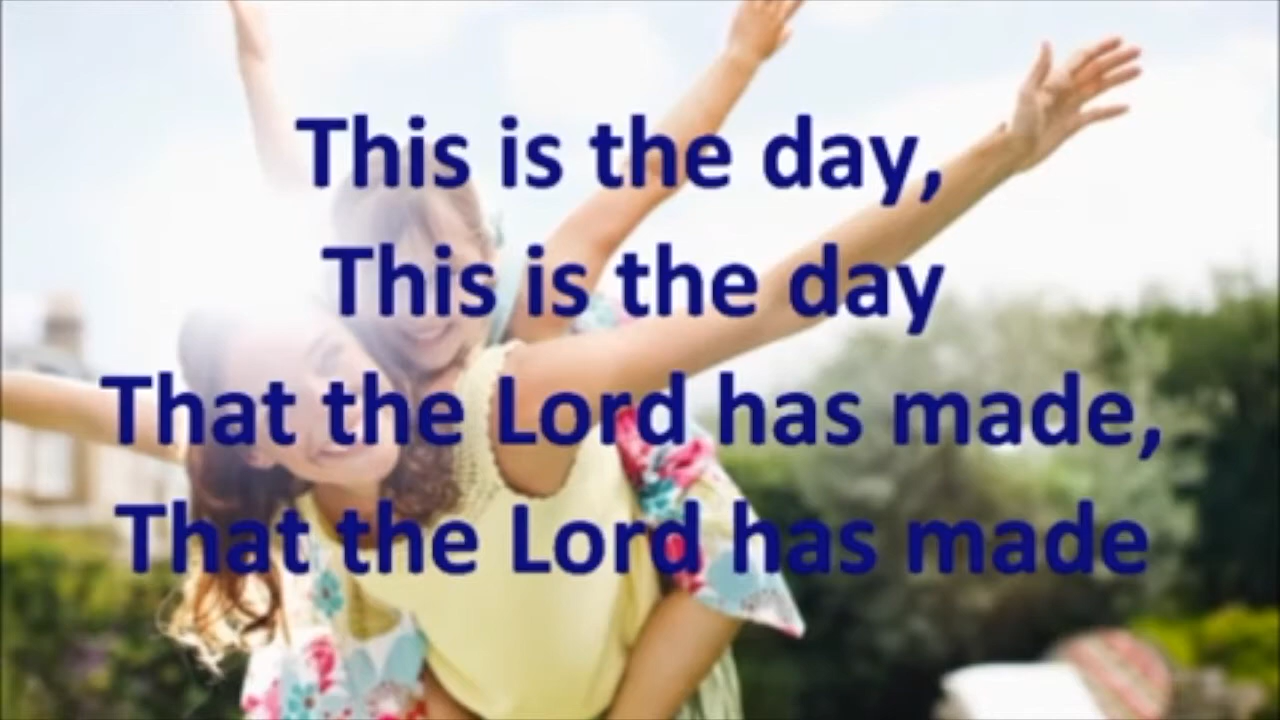 This is the day,
This is the day
That the Lord has made,
That the Lord has made